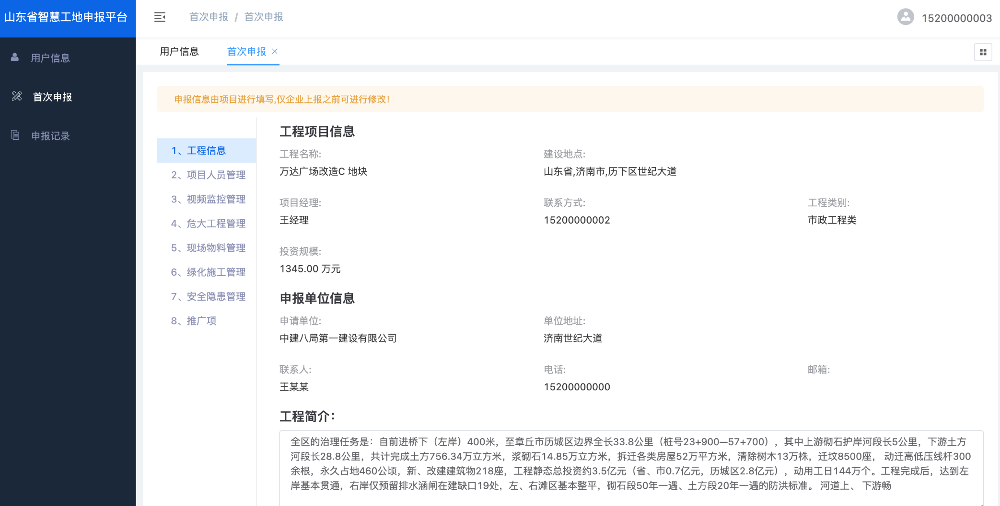 山东省智慧工地申报平台
首次申报 / 首次申报
15200000003
用户信息
首次申报
申报记录
用户信息
首次申报 ×
申报信息由项目进行填写,仅企业上报之前可进行修改!
1、工程信息
2、项目人员管理
3、视频监控管理
4、危大工程管理
5、现场物料管理
6、绿化施工管理
7、安全隐患管理
8、推广项
工程项目信息
工程名称:
万达广场改造C 地块
建设地点:
山东省,济南市,历下区世纪大道
项目经理:
王经理
联系方式:
15200000002
工程类别:
市政工程类
投资规模:
1345.00 万元
申报单位信息
申请单位:
中建八局第一建设有限公司
单位地址:
济南世纪大道
联系人:
王某某
电话:
15200000000
邮箱:
工程简介：
全区的治理任务是：自前进桥下（左岸）400米，至章丘市历城区边界全长33.8公里（桩号23+900—57+700），其中上游砌石护岸河段长5公里，下游土方
河段长28.8公里，共计完成土方756.34万立方米，浆砌石14.85万立方米，拆迁各类房屋52万平方米，清除树木13万株，迁坟8500座， 动迁高低压线杆300
余根，永久占地460公顷，新、改建建筑物218座，工程静态总投资约3.5亿元（省、市0.7亿元，历城区2.8亿元），动用工日144万个。工程完成后，达到左
岸基本贯通，右岸仅预留排水涵闸在建缺口19处，左、右滩区基本整平，砌石段50年一遇、土方段20年一遇的防洪标准。 河道上、 下游畅